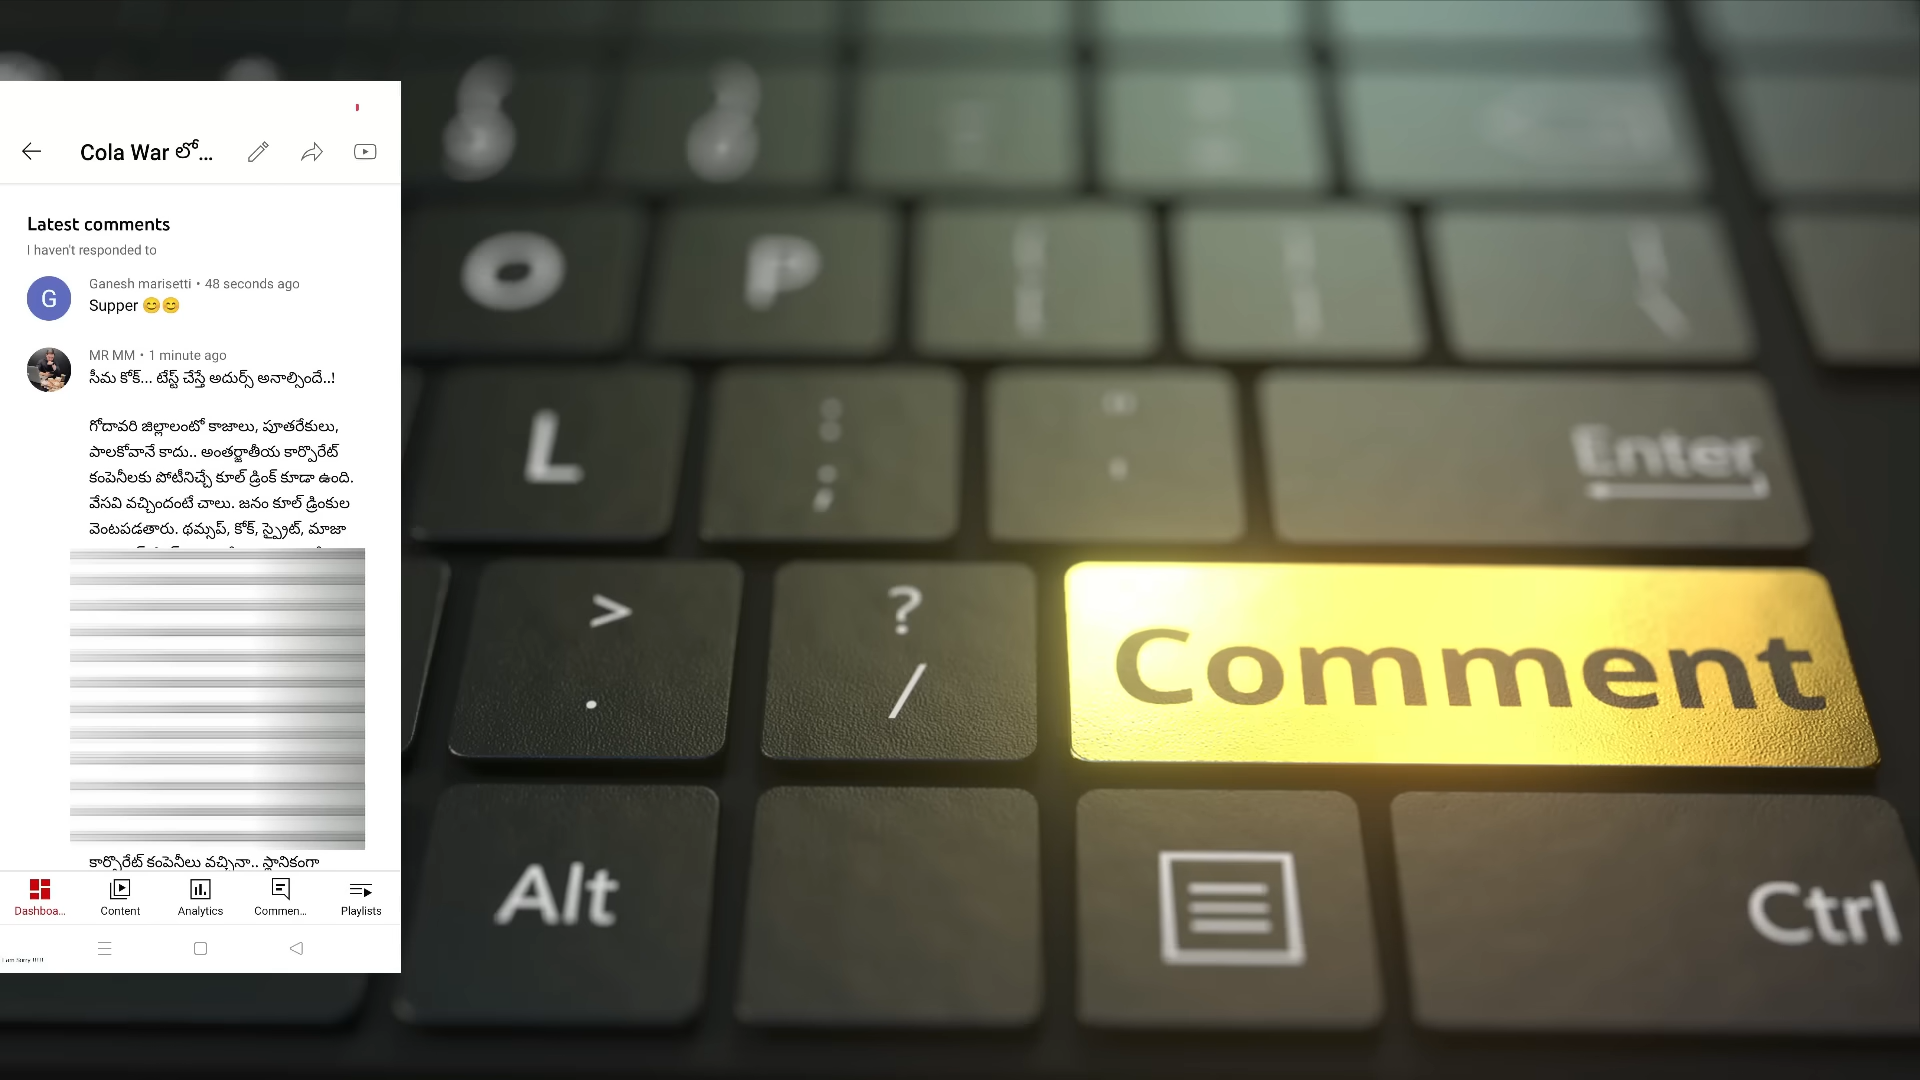 Cola War లో...
Latest comments
I haven't responded to
G
Ganesh marisetti • 48 seconds ago
Supper 😊😊
MR MM • 1 minute ago
సీమ కోక్... టేస్ట్ చేస్తే అదుర్స్ అనాల్సిందే..!
గోదావరి జిల్లాలంటో కాజాలు, పూతరేకులు,
పాలకోవానే కాదు.. అంతర్జాతీయ కార్పొరేట్
కంపెనీలకు పోటీనిచ్చే కూల్ డ్రింక్ కూడా ఉంది.
వేసవి వచ్చిందంటే చాలు. జనం కూల్ డ్రింకుల
వెంటపడతారు. థమ్సప్, కోక్, స్ప్రైట్, మాజా
కార్పొరేట్ కంపెనీలు వచ్చినా.. స్థానికంగా
Dashboa...
Content
Analytics
Commen...
Playlists
I am Sorry !!!!!
O P
L : ; " ' Enter
> . ? / Comment
Alt Ctrl